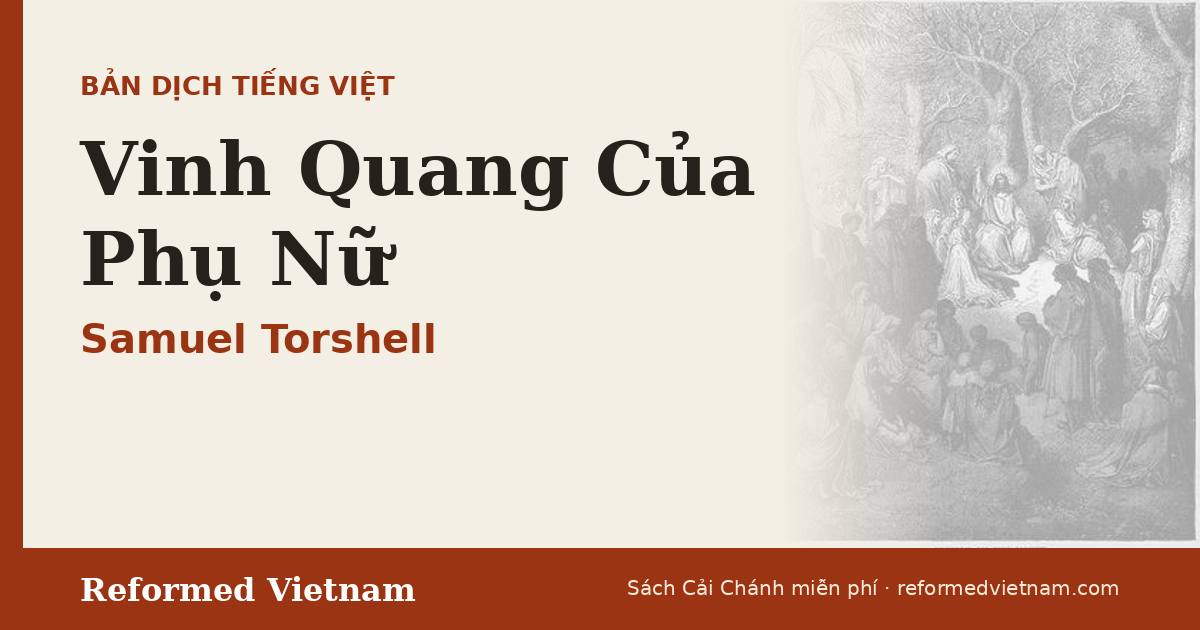 BẢN DỊCH TIẾNG VIỆT
Vinh Quang Của
Phụ Nữ
Samuel Torshell
Reformed Vietnam
Sách Cải Chánh miễn phí · reformedvietnam.com